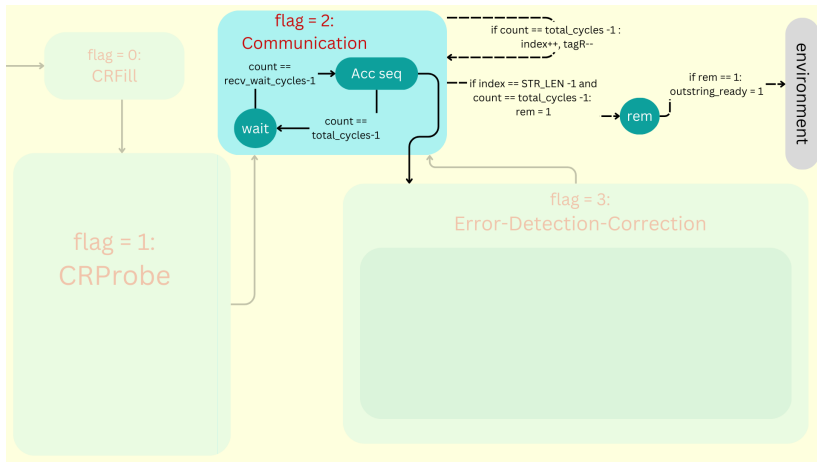 flag = 0:
CRFill
flag = 2:
Communication
count ==
recv_wait_cycles-1
Acc seq
wait
count ==
total_cycles-1
if count == total_cycles -1 :
index++, tagR--
if index == STR_LEN -1 and
count == total_cycles -1:
rem = 1
rem
if rem == 1:
outstring_ready = 1
environment
flag = 1:
CRProbe
flag = 3:
Error-Detection-Correction